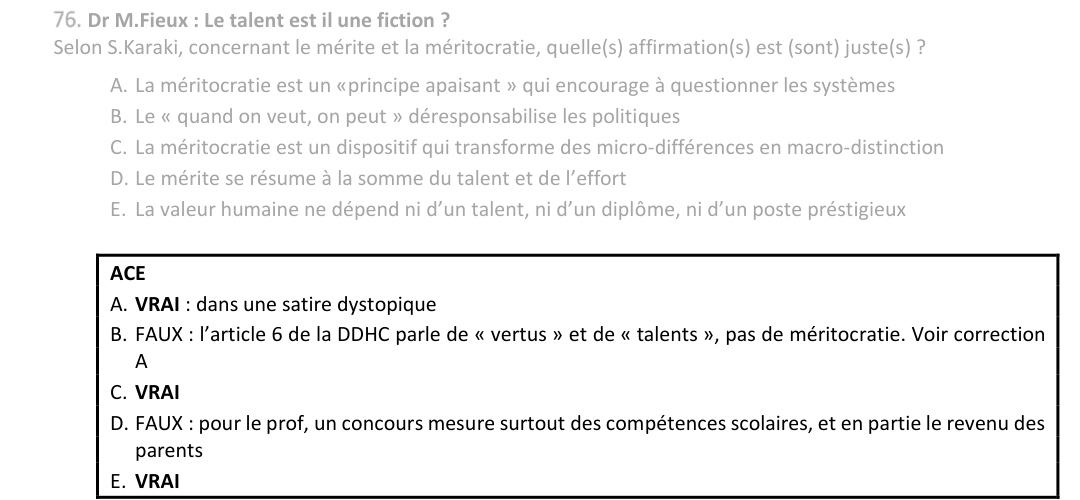 76. Dr M.Fieux : Le talent est il une fiction ?
Selon S.Karaki, concernant le mérite et la méritocratie, quelle(s) affirmation(s) est (sont) juste(s) ?
A. La méritocratie est un «principe apaisant » qui encourage à questionner les systèmes
B. Le « quand on veut, on peut » déresponsabilise les politiques
C. La méritocratie est un dispositif qui transforme des micro-différences en macro-distinction
D. Le mérite se résume à la somme du talent et de l’effort
E. La valeur humaine ne dépend ni d’un talent, ni d’un diplôme, ni d’un poste préstigieux
ACE
A. VRAI : dans une satire dystopique
B. FAUX : l’article 6 de la DDHC parle de « vertus » et de « talents », pas de méritocratie. Voir correction
A
C. VRAI
D. FAUX : pour le prof, un concours mesure surtout des compétences scolaires, et en partie le revenu des
parents
E. VRAI